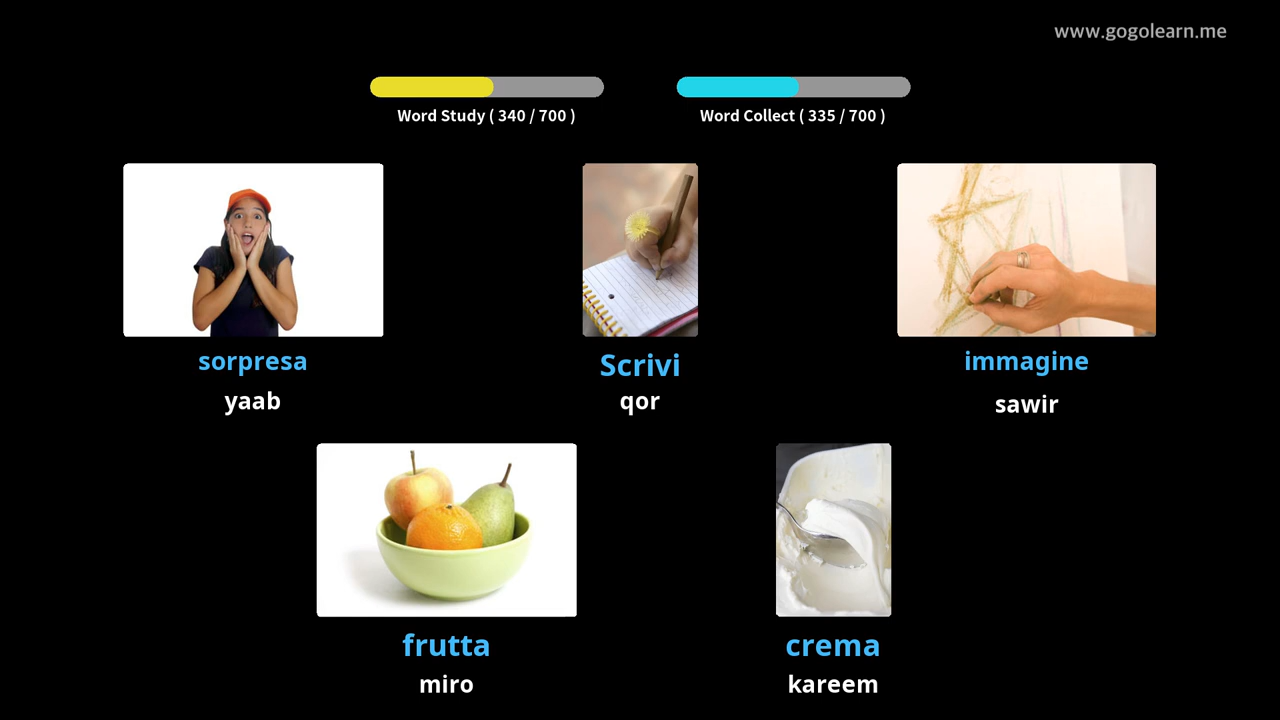 www.gogolearn.me
Word Study ( 340 / 700 )
Word Collect ( 335 / 700 )
sorpresa
yaab
Scrivi
qor
immagine
sawir
frutta
miro
crema
kareem